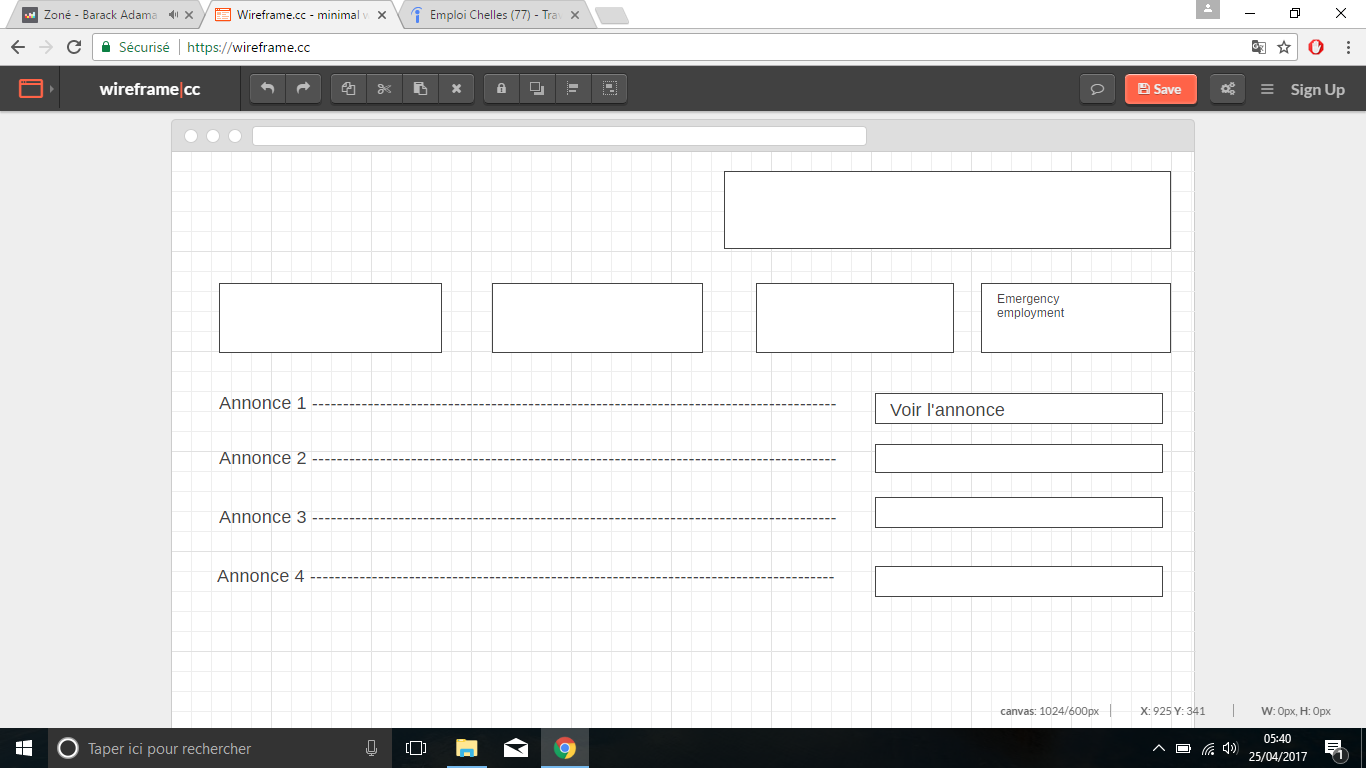 Zoné - Barack Adama
Wireframe.cc - minimal w
Emploi Chelles (77) - Trav
Sécurisé
https://wireframe.cc
wireframe|cc
Save
Sign Up
Emergency
employment
Annonce 1 -------------------------------------------------------------------------------------
Voir l'annonce
Annonce 2 -------------------------------------------------------------------------------------
Annonce 3 -------------------------------------------------------------------------------------
Annonce 4 -------------------------------------------------------------------------------------
canvas: 1024/600px
X: 925 Y: 341
W: 0px, H: 0px
Taper ici pour rechercher
05:40
25/04/2017
1